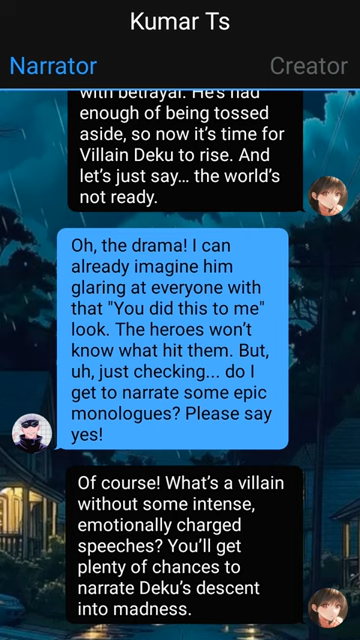 Kumar Ts
Narrator
Creator
with betrayal. He's had
enough of being tossed
aside, so now it's time for
Villain Deku to rise. And
let's just say... the world's
not ready.
Oh, the drama! I can
already imagine him
glaring at everyone with
that "You did this to me"
look. The heroes won't
know what hit them. But,
uh, just checking... do I
get to narrate some epic
monologues? Please say
yes!
Of course! What's a villain
without some intense,
emotionally charged
speeches? You'll get
plenty of chances to
narrate Deku's descent
into madness.